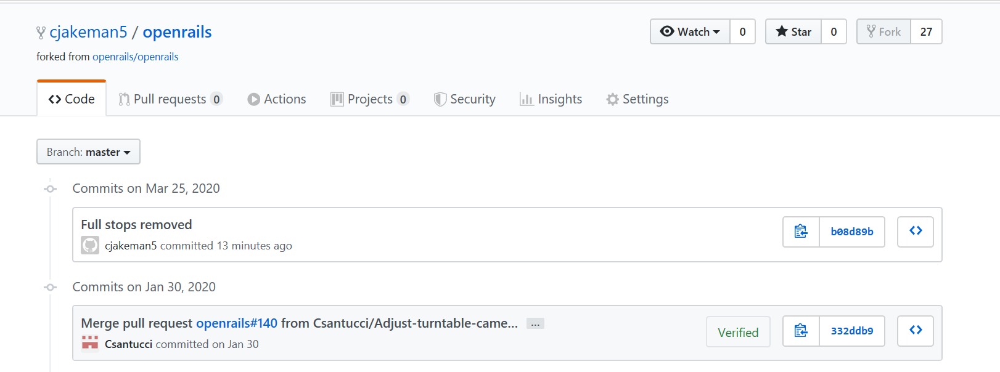 cjakeman5 / openrails
Watch 0
Star 0
Fork 27
forked from openrails/openrails
Code
Pull requests 0
Actions
Projects 0
Security
Insights
Settings
Branch: master
Commits on Mar 25, 2020
Full stops removed
cjakeman5 committed 13 minutes ago
b08d89b
Commits on Jan 30, 2020
Merge pull request openrails#140 from Csantucci/Adjust-turntable-came... ...
Csantucci committed on Jan 30
Verified
332ddb9